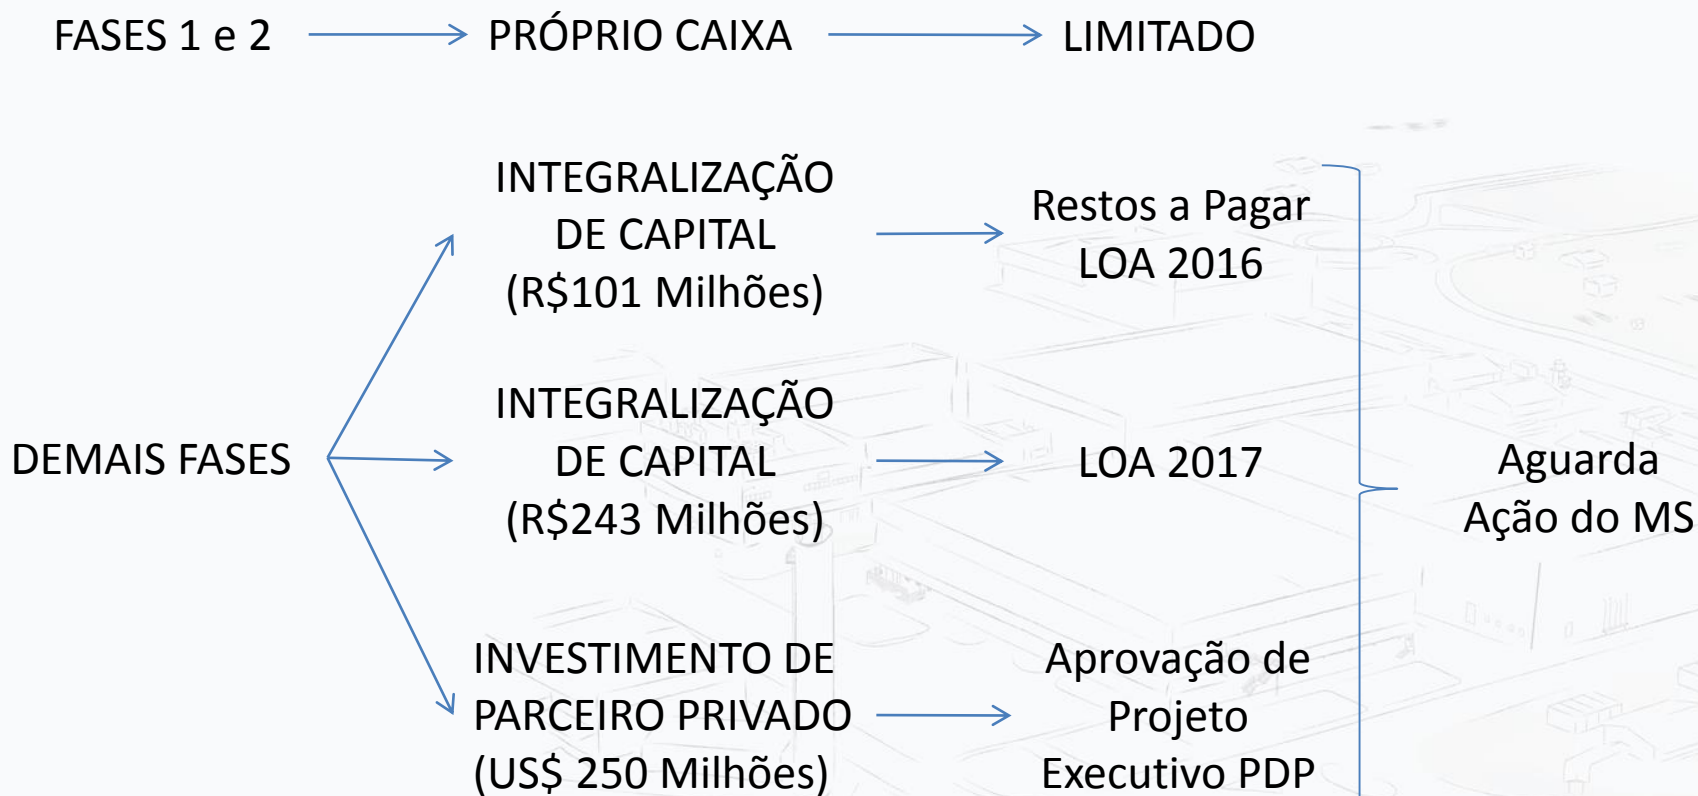 FASES 1 e 2
PRÓPRIO CAIXA
LIMITADO
DEMAIS FASES
INTEGRALIZAÇÃO
DE CAPITAL
(R$101 Milhões)
Restos a Pagar
LOA 2016
INTEGRALIZAÇÃO
DE CAPITAL
(R$243 Milhões)
LOA 2017
INVESTIMENTO DE
PARCEIRO PRIVADO
(US$ 250 Milhões)
Aprovação de
Projeto
Executivo PDP
Aguarda
Ação do MS